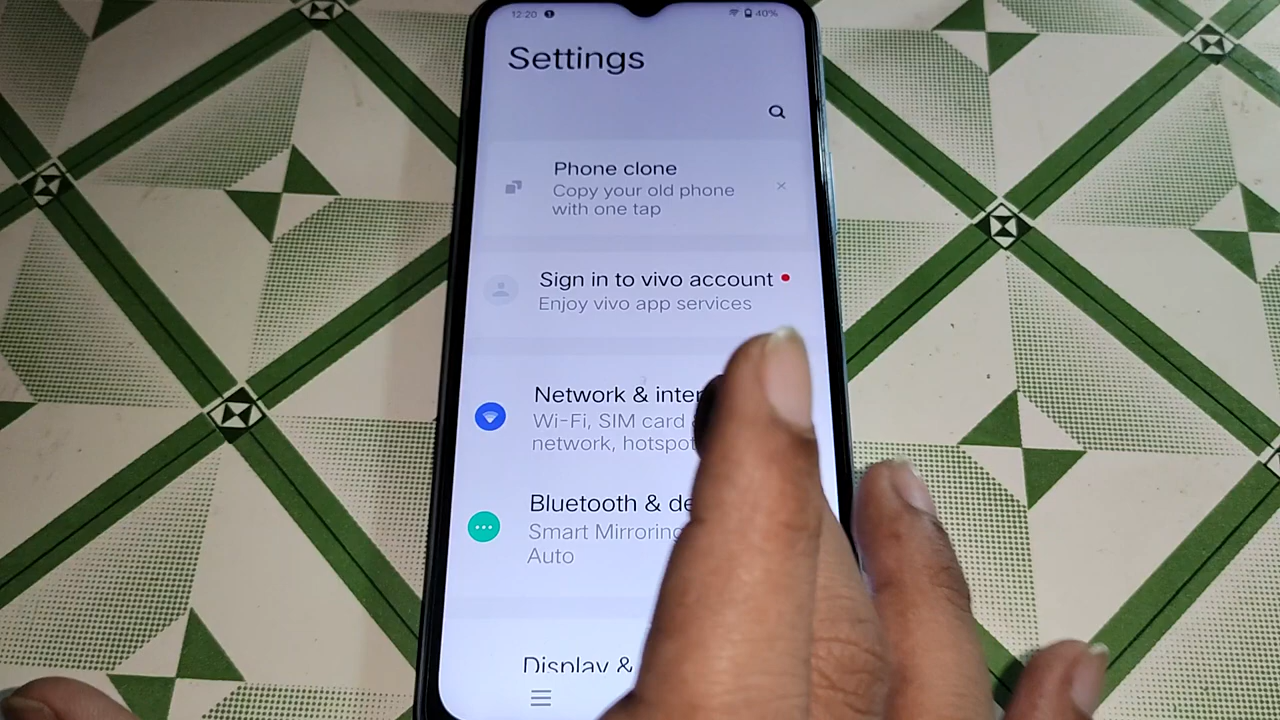 12:20
40%
Settings
Phone clone
Copy your old phone
with one tap
Sign in to vivo account
Enjoy vivo app services
Network & inter
Wi-Fi, SIM card
network, hotspot
Bluetooth & de
Smart Mirroring
Auto
Display &